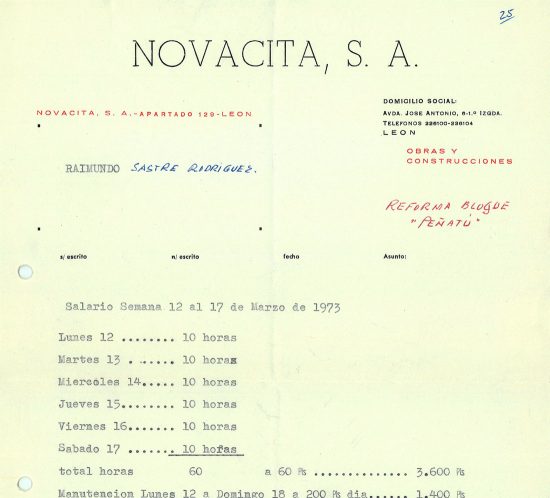 25
NOVACITA, S. A.
NOVACITA, S. A.-APARTADO 129-LEON
DOMICILIO SOCIAL:
AVDA. JOSE ANTONIO, 6-1.º IZQDA.
TELEFONOS 226100-226104
LEON
OBRAS Y
CONSTRUCCIONES
RAIMUNDO SASTRE RODRIGUEZ.
REFORMA BLOQDE
"PEÑATÚ"
s/ escrito n/ escrito fecha Asunto:
Salario Semana 12 al 17 de Marzo de 1973
Lunes 12 ........ 10 horas
Martes 13 ....... 10 horas
Miercoles 14..... 10 horas
Jueves 15........ 10 horas
Viernes 16....... 10 horas
Sabado 17 ....... 10 horas
total horas 60 a 60 Pts .............. 3.600 Pts
Manutencion Lunes 12 a Domingo 18 a 200 Pts dia...... 1.400 Pts